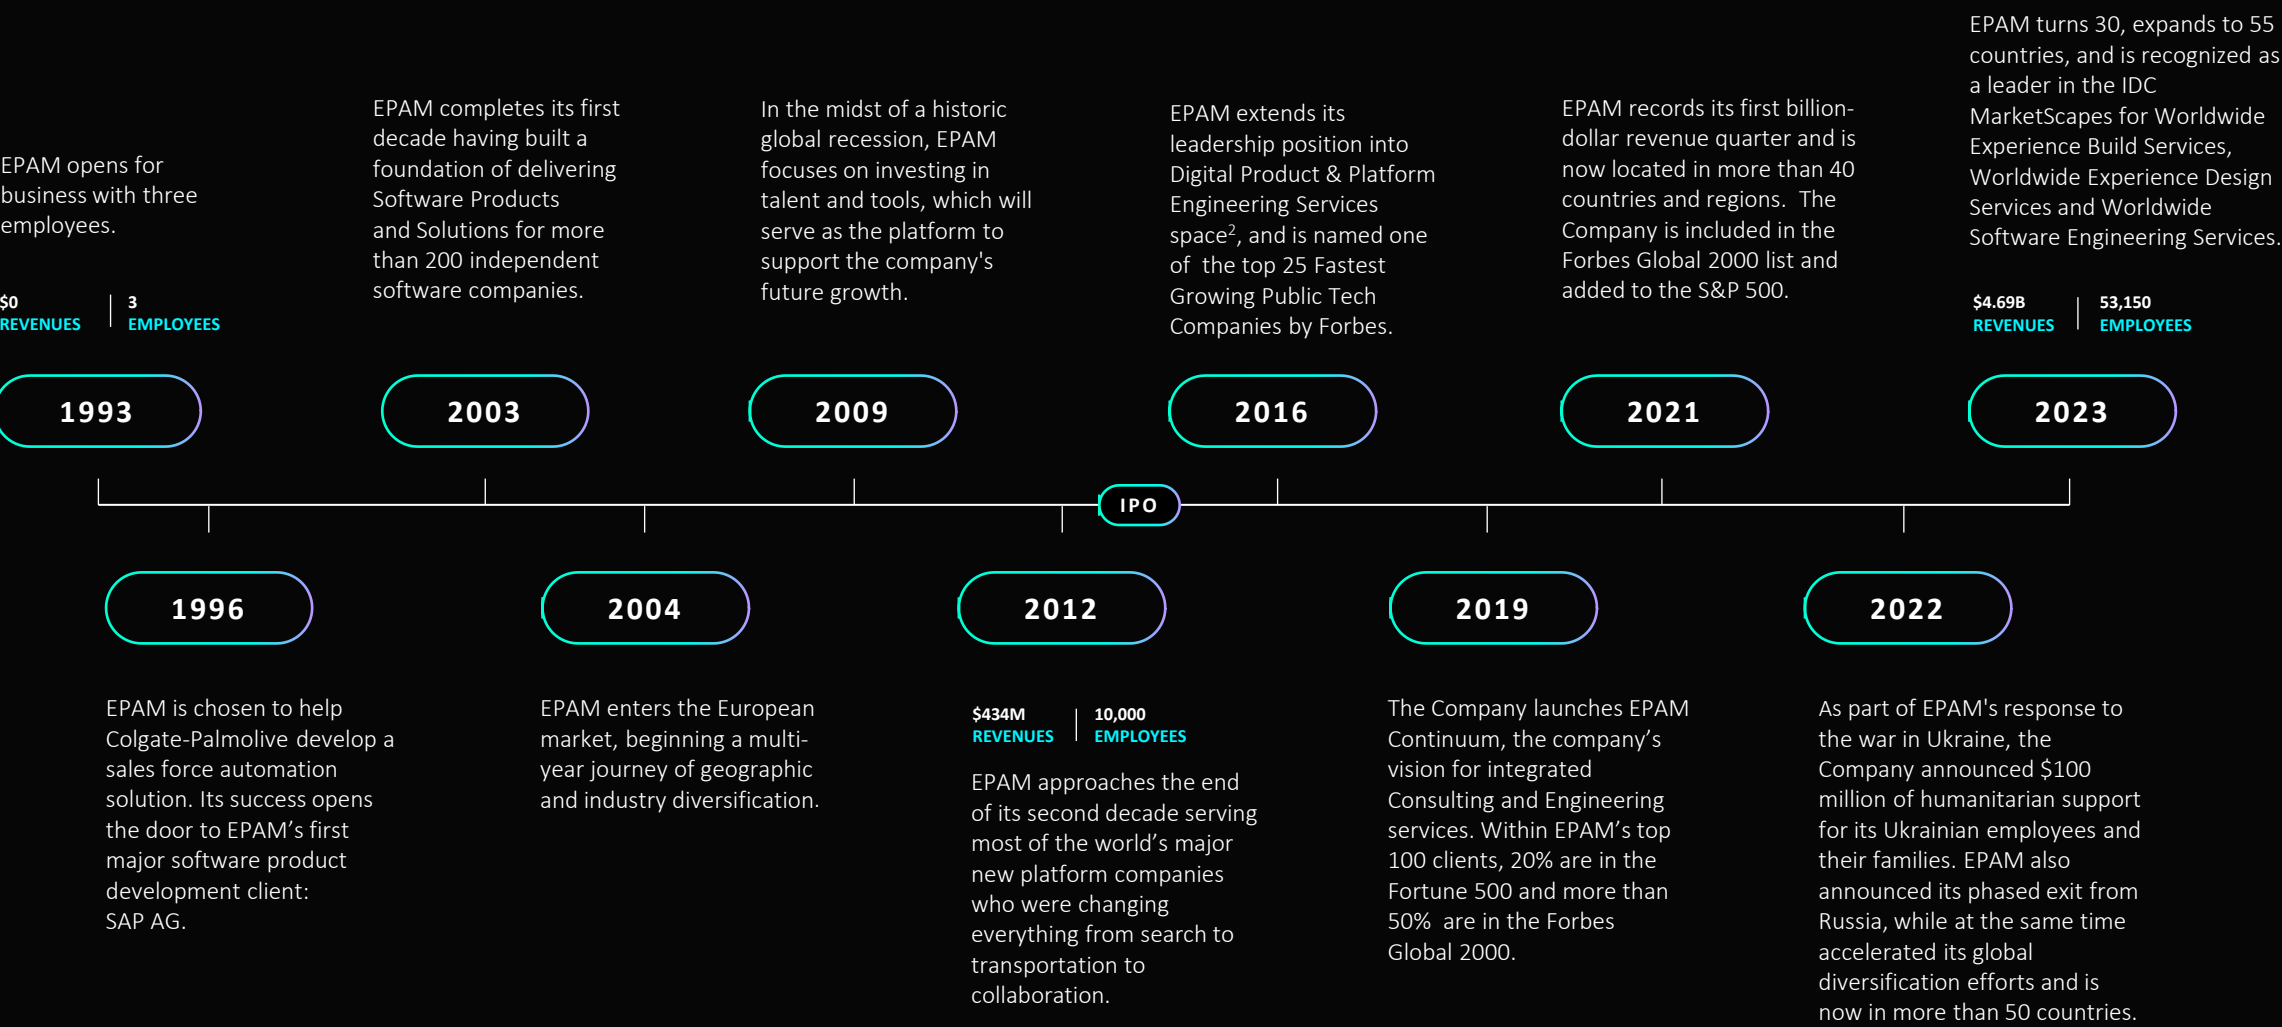 EPAM opens for
business with three
employees.
$0
REVENUES
3
EMPLOYEES
1993
EPAM is chosen to help
Colgate-Palmolive develop a
sales force automation
solution. Its success opens
the door to EPAM’s first
major software product
development client:
SAP AG.
1996
EPAM completes its first
decade having built a
foundation of delivering
Software Products
and Solutions for more
than 200 independent
software companies.
2003
2004
EPAM enters the European
market, beginning a multi-
year journey of geographic
and industry diversification.
In the midst of a historic
global recession, EPAM
focuses on investing in
talent and tools, which will
serve as the platform to
support the company's
future growth.
2009
2012
$434M
REVENUES
10,000
EMPLOYEES
EPAM approaches the end
of its second decade serving
most of the world’s major
new platform companies
who were changing
everything from search to
transportation to
collaboration.
IPO
EPAM extends its
leadership position into
Digital Product & Platform
Engineering Services
space², and is named one
of  the top 25 Fastest
Growing Public Tech
Companies by Forbes.
2016
2019
The Company launches EPAM
Continuum, the company’s
vision for integrated
Consulting and Engineering
services. Within EPAM’s top
100 clients, 20% are in the
Fortune 500 and more than
50%  are in the Forbes
Global 2000.
EPAM records its first billion-
dollar revenue quarter and is
now located in more than 40
countries and regions.  The
Company is included in the
Forbes Global 2000 list and
added to the S&P 500.
2021
2022
As part of EPAM's response to
the war in Ukraine, the
Company announced $100
million of humanitarian support
for its Ukrainian employees and
their families. EPAM also
announced its phased exit from
Russia, while at the same time
accelerated its global
diversification efforts and is
now in more than 50 countries.
EPAM turns 30, expands to 55
countries, and is recognized as
a leader in the IDC
MarketScapes for Worldwide
Experience Build Services,
Worldwide Experience Design
Services and Worldwide
Software Engineering Services.
$4.69B
REVENUES
53,150
EMPLOYEES
2023